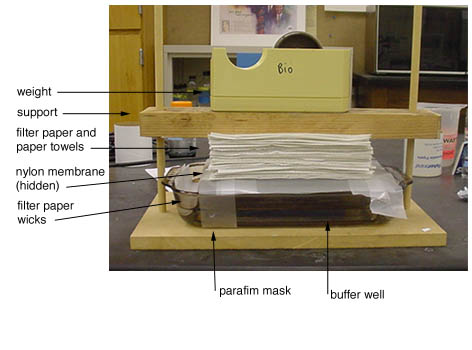 Bio
weight
support
filter paper and
paper towels
nylon membrane
(hidden)
filter paper
wicks
parafim mask
buffer well